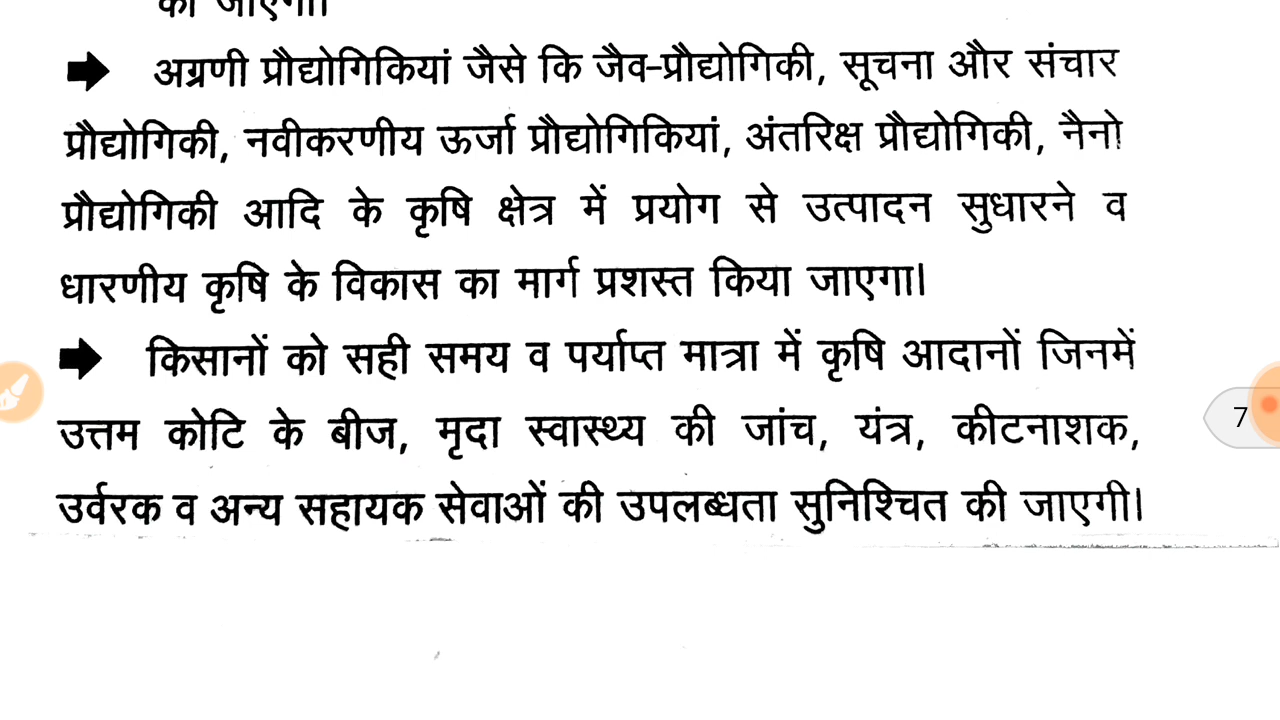 की जाएगी।
➡ अग्रणी प्रौद्योगिकियां जैसे कि जैव-प्रौद्योगिकी, सूचना और संचार
प्रौद्योगिकी, नवीकरणीय ऊर्जा प्रौद्योगिकियां, अंतरिक्ष प्रौद्योगिकी, नैनो
प्रौद्योगिकी आदि के कृषि क्षेत्र में प्रयोग से उत्पादन सुधारने व
धारणीय कृषि के विकास का मार्ग प्रशस्त किया जाएगा।
➡ किसानों को सही समय व पर्याप्त मात्रा में कृषि आदानों जिनमें
उत्तम कोटि के बीज, मृदा स्वास्थ्य की जांच, यंत्र, कीटनाशक,
7
उर्वरक व अन्य सहायक सेवाओं की उपलब्धता सुनिश्चित की जाएगी।